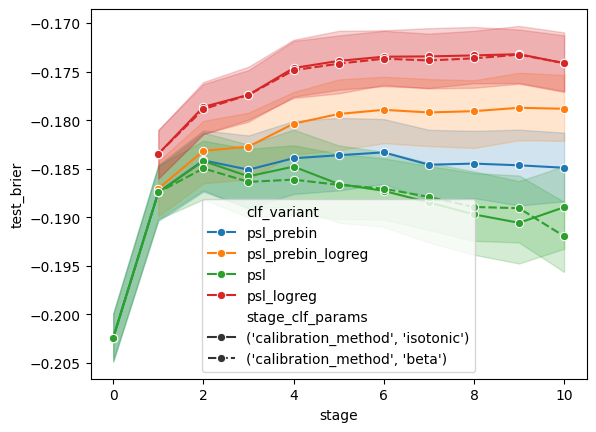 −0.170
−0.175
−0.180
−0.185
−0.190
−0.195
−0.200
−0.205
test_brier
clf_variant
psl_prebin
psl_prebin_logreg
psl
psl_logreg
stage_clf_params
('calibration_method', 'isotonic')
('calibration_method', 'beta')
0 2 4 6 8 10
stage